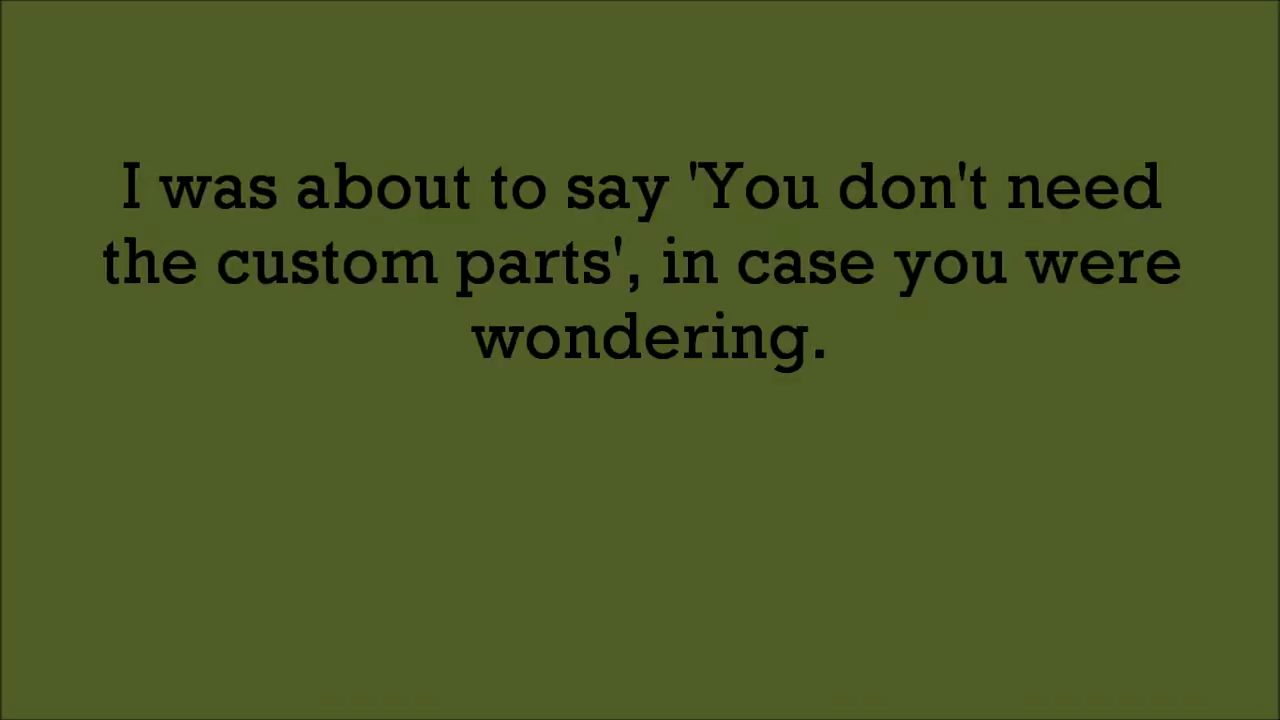 I was about to say 'You don't need
the custom parts', in case you were
wondering.